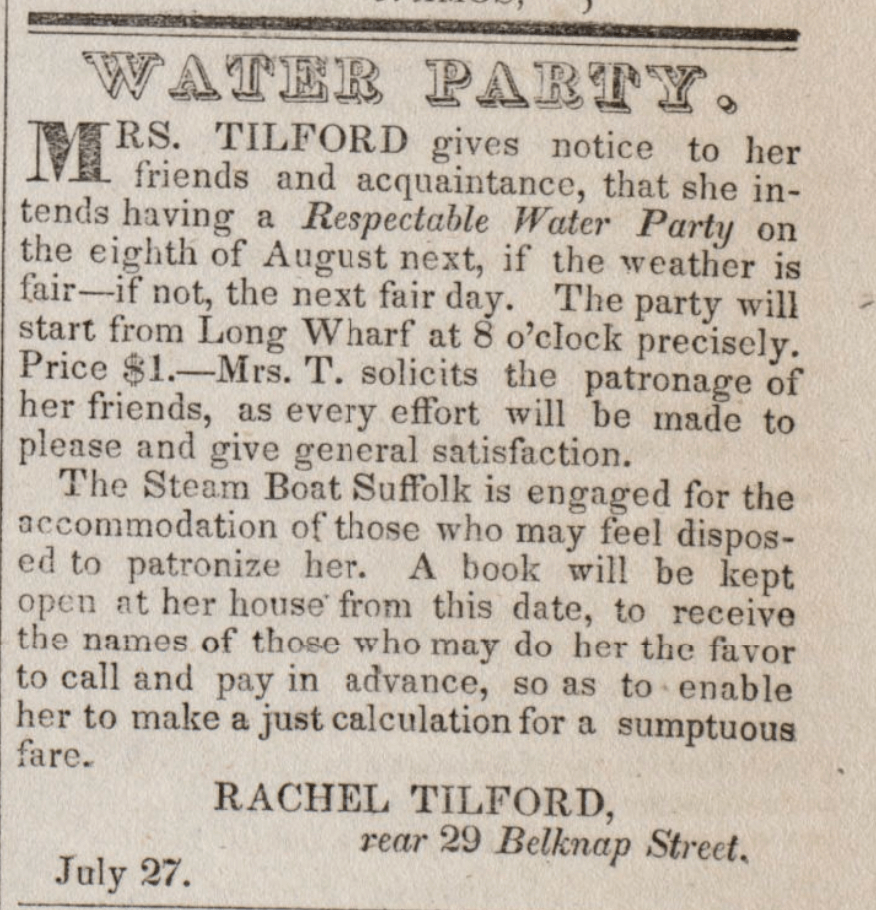 WATER PARTY.
MRS. TILFORD gives notice to her
friends and acquaintance, that she in-
tends having a Respectable Water Party on
the eighth of August next, if the weather is
fair—if not, the next fair day. The party will
start from Long Wharf at 8 o'clock precisely.
Price $1.—Mrs. T. solicits the patronage of
her friends, as every effort will be made to
please and give general satisfaction.
The Steam Boat Suffolk is engaged for the
accommodation of those who may feel dispos-
ed to patronize her. A book will be kept
open at her house from this date, to receive
the names of those who may do her the favor
to call and pay in advance, so as to enable
her to make a just calculation for a sumptuous
fare.
RACHEL TILFORD,
rear 29 Belknap Street.
July 27.